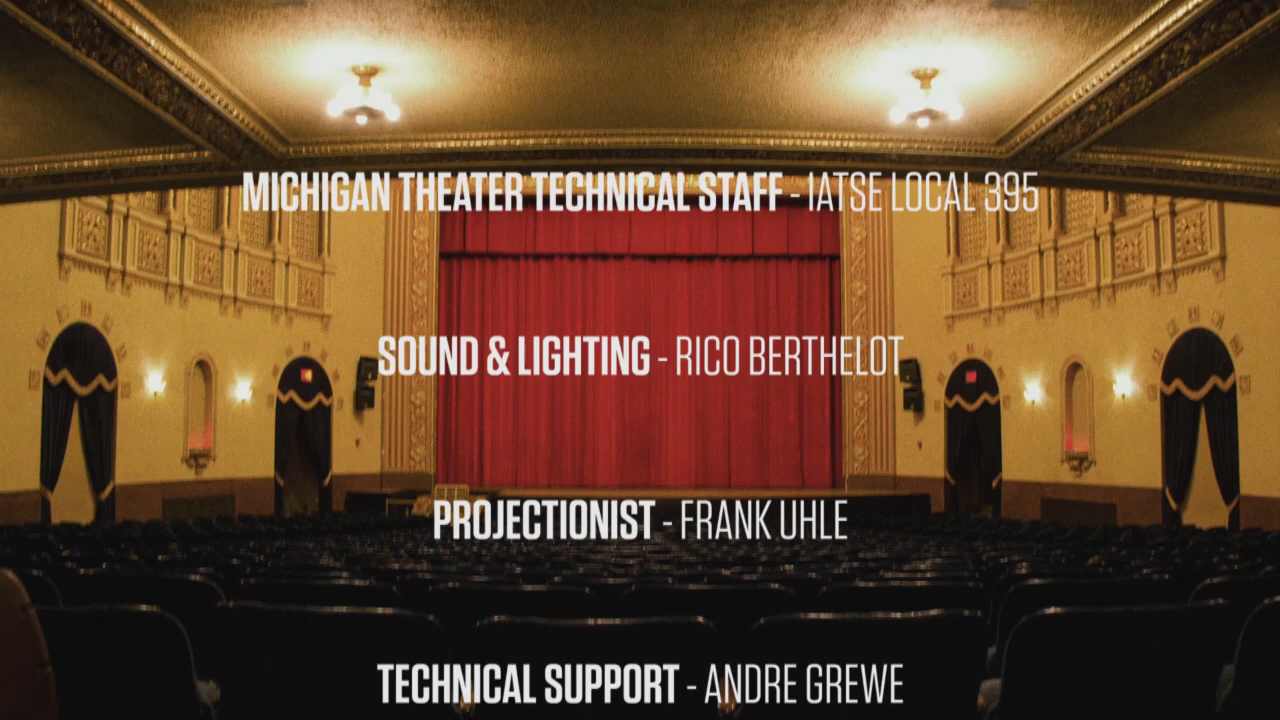 MICHIGAN THEATER TECHNICAL STAFF - IATSE LOCAL 395
SOUND & LIGHTING - RICO BERTHELOT
PROJECTIONIST - FRANK UHLE
TECHNICAL SUPPORT - ANDRE GREWE